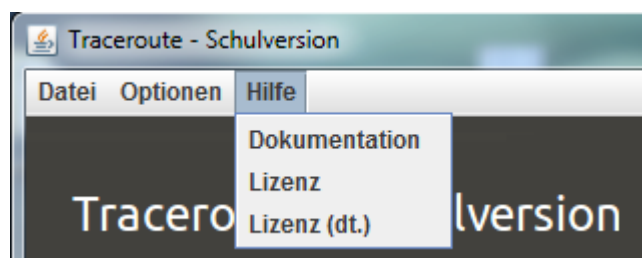 Traceroute - Schulversion
Datei Optionen Hilfe
Dokumentation
Lizenz
Lizenz (dt.)
Tracero lversion